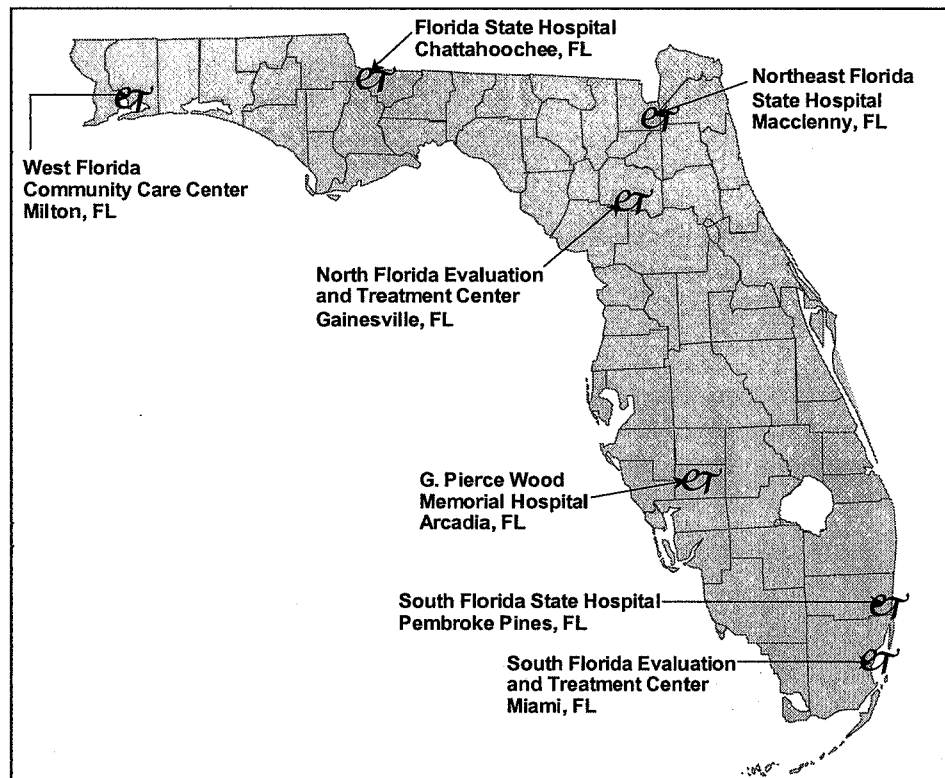 Florida State Hospital
Chattahoochee, FL
Northeast Florida
State Hospital
Macclenny, FL
West Florida
Community Care Center
Milton, FL
North Florida Evaluation
and Treatment Center
Gainesville, FL
G. Pierce Wood
Memorial Hospital
Arcadia, FL
South Florida State Hospital
Pembroke Pines, FL
South Florida Evaluation
and Treatment Center
Miami, FL